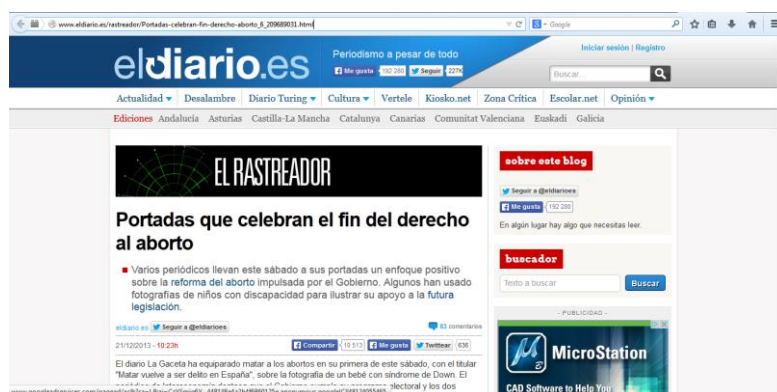 www.eldiario.es/rastreador/Portadas-celebran-fin-derecho-aborto_6_209689031.html
Google
eldiario.es
Periodismo a pesar de todo
Me gusta 192 280 Seguir 227K
Iniciar sesión | Registro
Buscar
Actualidad Desalambre Diario Turing Cultura Vertele Kiosko.net Zona Crítica Escolar.net Opinión
Ediciones Andalucía Asturias Castilla-La Mancha Catalunya Canarias Comunitat Valenciana Euskadi Galicia
EL RASTREADOR
Portadas que celebran el fin del derecho
al aborto
Varios periódicos llevan este sábado a sus portadas un enfoque positivo
sobre la reforma del aborto impulsada por el Gobierno. Algunos han usado
fotografías de niños con discapacidad para ilustrar su apoyo a la futura
legislación.
eldiario.es Seguir a @eldiarioes 83 comentarios
21/12/2013 - 10:23h Compartir 10 513 Me gusta Twittear 636
El diario La Gaceta ha equiparado matar a los abortos en su primera de este sábado, con el titular
"Matar vuelve a ser delito en España", sobre la fotografía de un bebé con síndrome de Down. El
electoral y los dos
sobre este blog
Seguir a @eldiarioes
Me gusta 192 280
En algún lugar hay algo que necesitas leer.
buscador
Texto a buscar Buscar
- PUBLICIDAD -
MicroStation
CAD Software to Help You